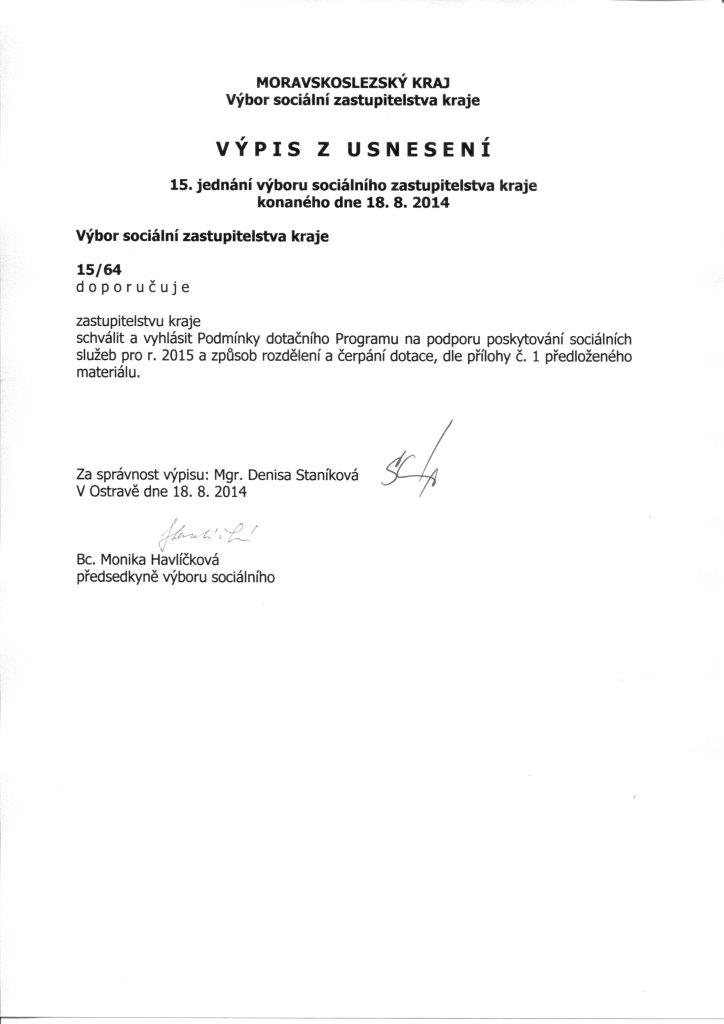 MORAVSKOSLEZSKÝ KRAJ
Výbor sociální zastupitelstva kraje
VÝPIS Z USNESENÍ
15. jednání výboru sociálního zastupitelstva kraje
konaného dne 18. 8. 2014
Výbor sociální zastupitelstva kraje
15/64
doporučuje
zastupitelstvu kraje
schválit a vyhlásit Podmínky dotačního Programu na podporu poskytování sociálních
služeb pro r. 2015 a způsob rozdělení a čerpání dotace, dle přílohy č. 1 předloženého
materiálu.
Za správnost výpisu: Mgr. Denisa Staníková
V Ostravě dne 18. 8. 2014
Bc. Monika Havlíčková
předsedkyně výboru sociálního